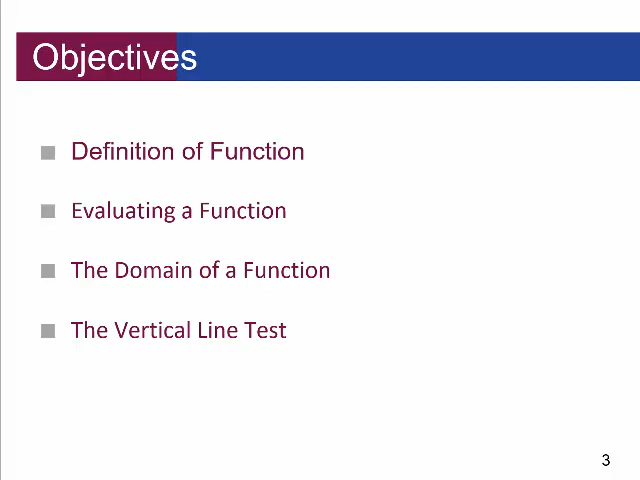 Objectives
Definition of Function
Evaluating a Function
The Domain of a Function
The Vertical Line Test
3